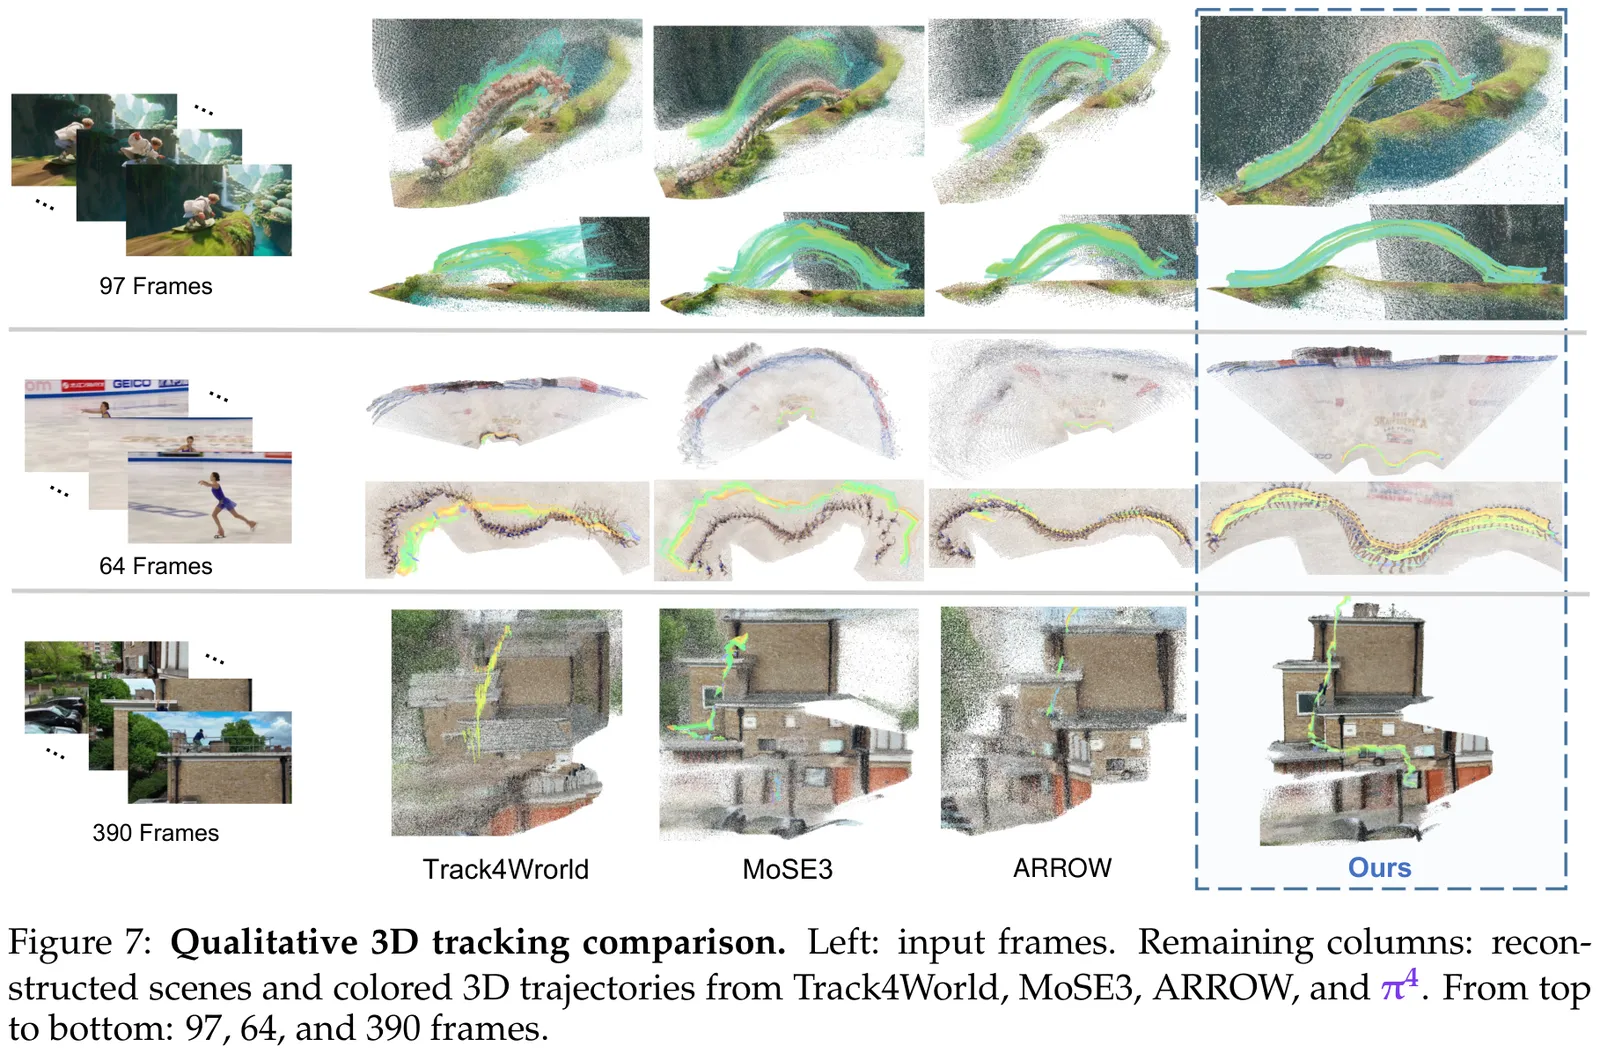 ...
...
97 Frames
om
GEICO
...
...
64 Frames
...
...
390 Frames
Track4Wrorld
MoSE3
ARROW
Ours
Figure 7: Qualitative 3D tracking comparison. Left: input frames. Remaining columns: recon-
structed scenes and colored 3D trajectories from Track4World, MoSE3, ARROW, and π⁴. From top
to bottom: 97, 64, and 390 frames.